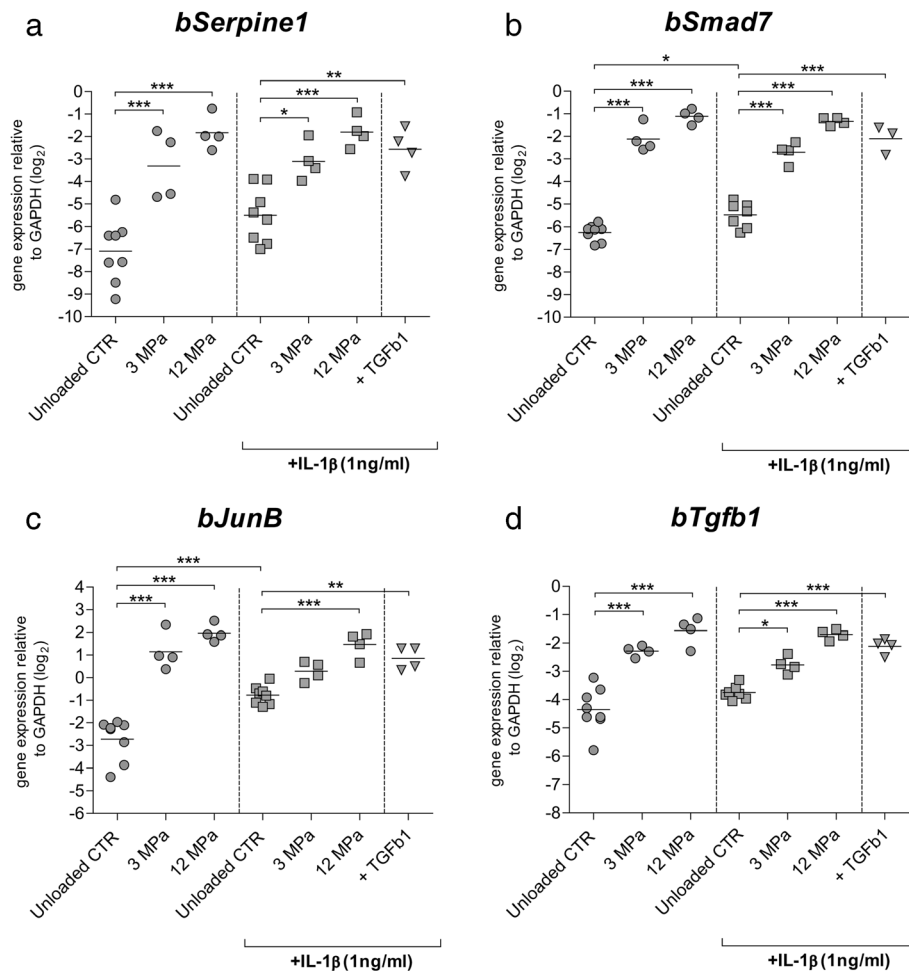 a
bSerpine1
gene expression relative
to GAPDH (log2)
0
-1
-2
-3
-4
-5
-6
-7
-8
-9
-10
***
***
*
***
**
Unloaded CTR
3 MPa
12 MPa
Unloaded CTR
3 MPa
12 MPa
+ TGFb1
+IL-1β (1ng/ml)
b
bSmad7
gene expression relative
to GAPDH (log2)
0
-1
-2
-3
-4
-5
-6
-7
-8
-9
-10
*
***
***
***
***
***
Unloaded CTR
3 MPa
12 MPa
Unloaded CTR
3 MPa
12 MPa
+ TGFb1
+IL-1β (1ng/ml)
c
bJunB
gene expression relative
to GAPDH (log2)
4
3
2
1
0
-1
-2
-3
-4
-5
-6
***
***
***
**
***
Unloaded CTR
3 MPa
12 MPa
Unloaded CTR
3 MPa
12 MPa
+ TGFb1
+IL-1β (1ng/ml)
d
bTgfb1
gene expression relative
to GAPDH (log2)
0
-1
-2
-3
-4
-5
-6
-7
-8
***
***
***
***
*
Unloaded CTR
3 MPa
12 MPa
Unloaded CTR
3 MPa
12 MPa
+ TGFb1
+IL-1β (1ng/ml)